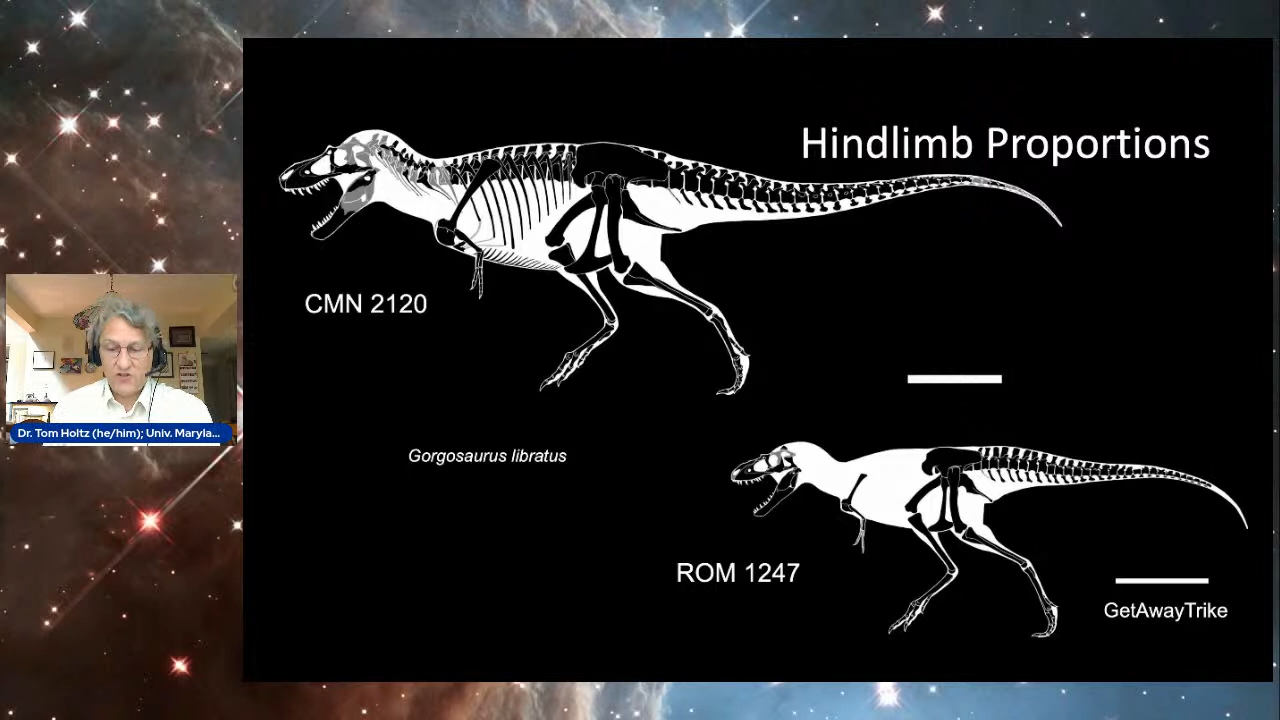 Hindlimb Proportions
CMN 2120
Dr. Tom Holtz (he/him); Univ. Maryla...
Gorgosaurus libratus
ROM 1247
GetAwayTrike